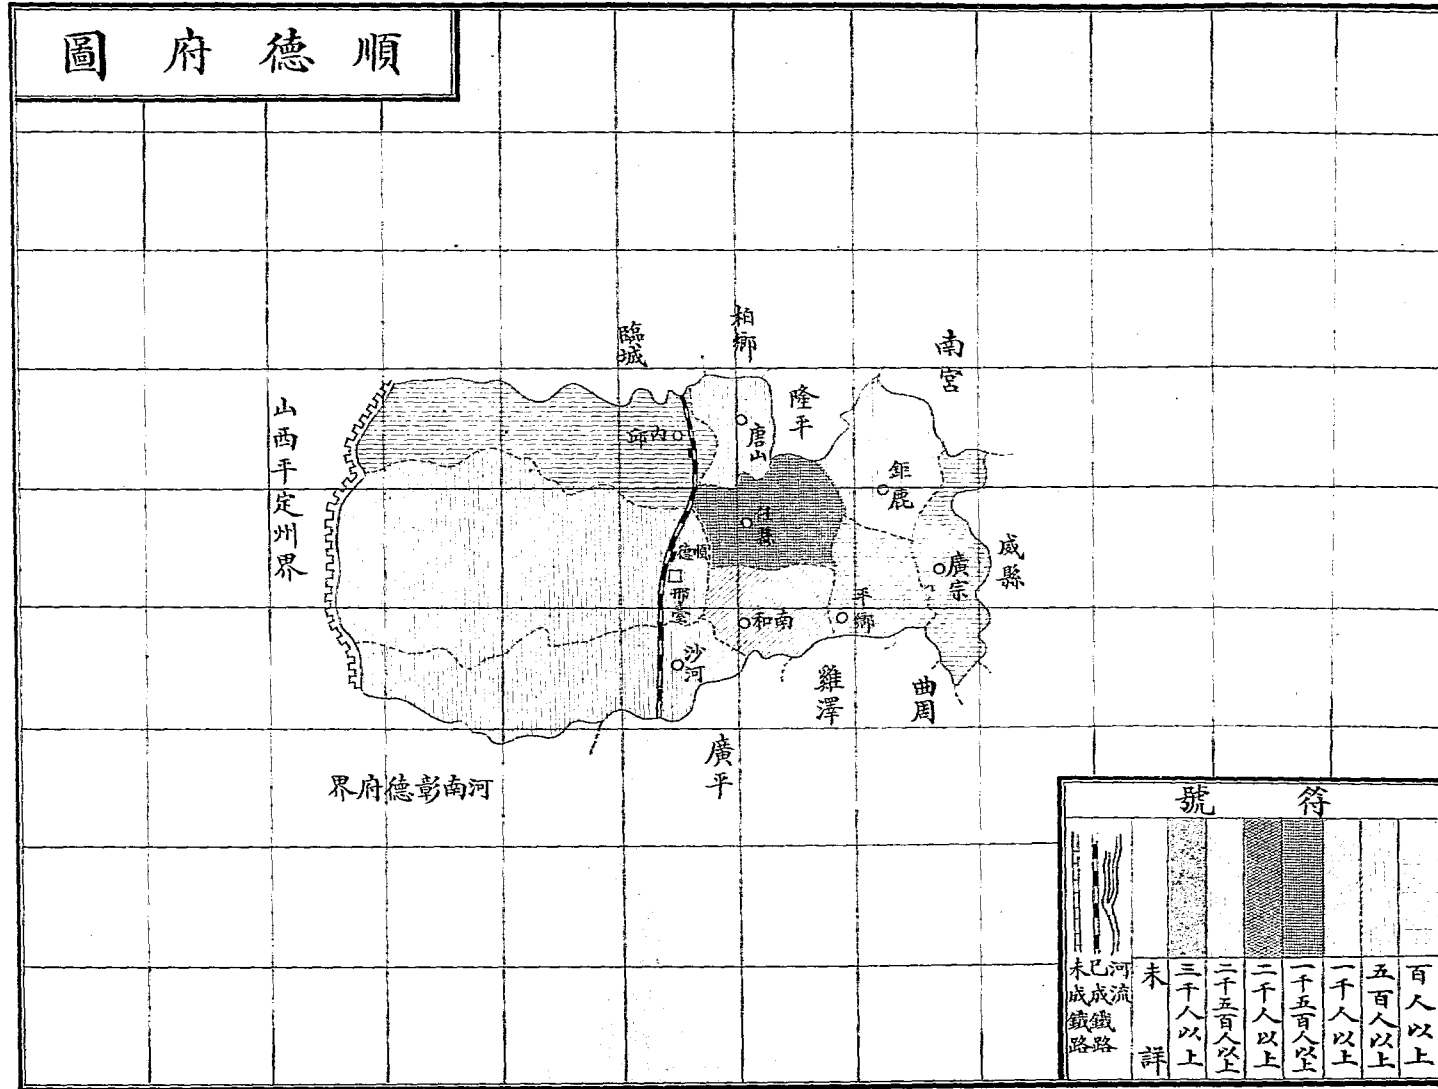 順德府圖
臨城
柏鄉
南宮
隆平
山西平定州界
內邱
唐山
鉅鹿
任縣
順德
邢臺
廣宗
威縣
平鄉
南和
沙河
雞澤
曲周
廣平
河南彰德府界
符號
百人以上
五百人以上
一千人以上
一千五百人以上
二千人以上
二千五百人以上
三千人以上
未詳
河流
已成鐵路
未成鐵路